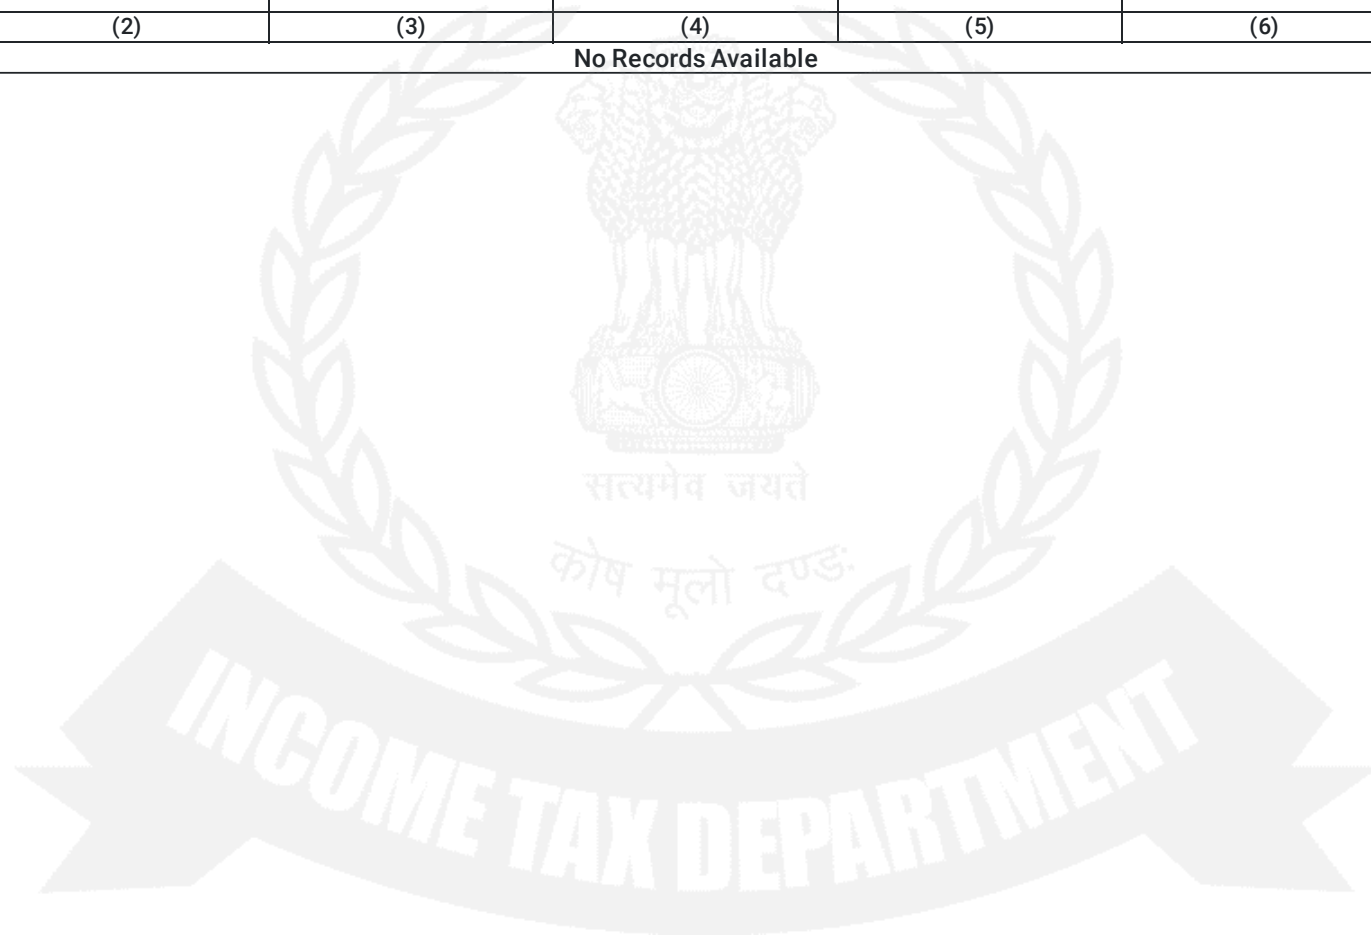 (2) (3) (4) (5) (6)
No Records Available
सत्यमेव जयते
कोष मूलो दण्डः
INCOME TAX DEPARTMENT